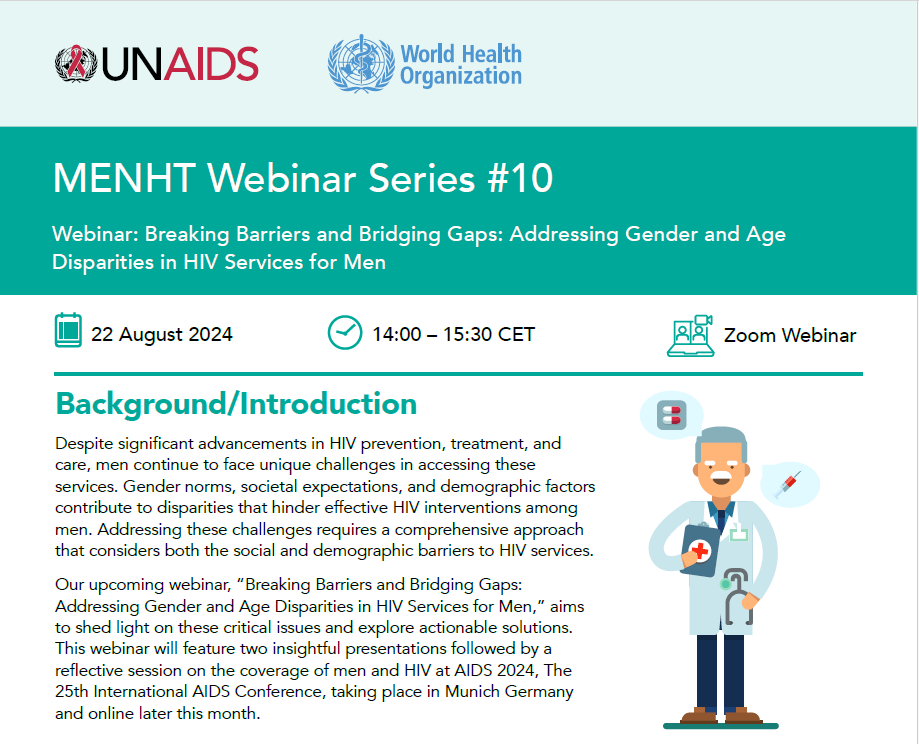 UNAIDS
World Health
Organization
MENHT Webinar Series #10
Webinar: Breaking Barriers and Bridging Gaps: Addressing Gender and Age
Disparities in HIV Services for Men
22 August 2024
14:00 – 15:30 CET
Zoom Webinar
Background/Introduction
Despite significant advancements in HIV prevention, treatment, and
care, men continue to face unique challenges in accessing these
services. Gender norms, societal expectations, and demographic factors
contribute to disparities that hinder effective HIV interventions among
men. Addressing these challenges requires a comprehensive approach
that considers both the social and demographic barriers to HIV services.
Our upcoming webinar, “Breaking Barriers and Bridging Gaps:
Addressing Gender and Age Disparities in HIV Services for Men,” aims
to shed light on these critical issues and explore actionable solutions.
This webinar will feature two insightful presentations followed by a
reflective session on the coverage of men and HIV at AIDS 2024, The
25th International AIDS Conference, taking place in Munich Germany
and online later this month.